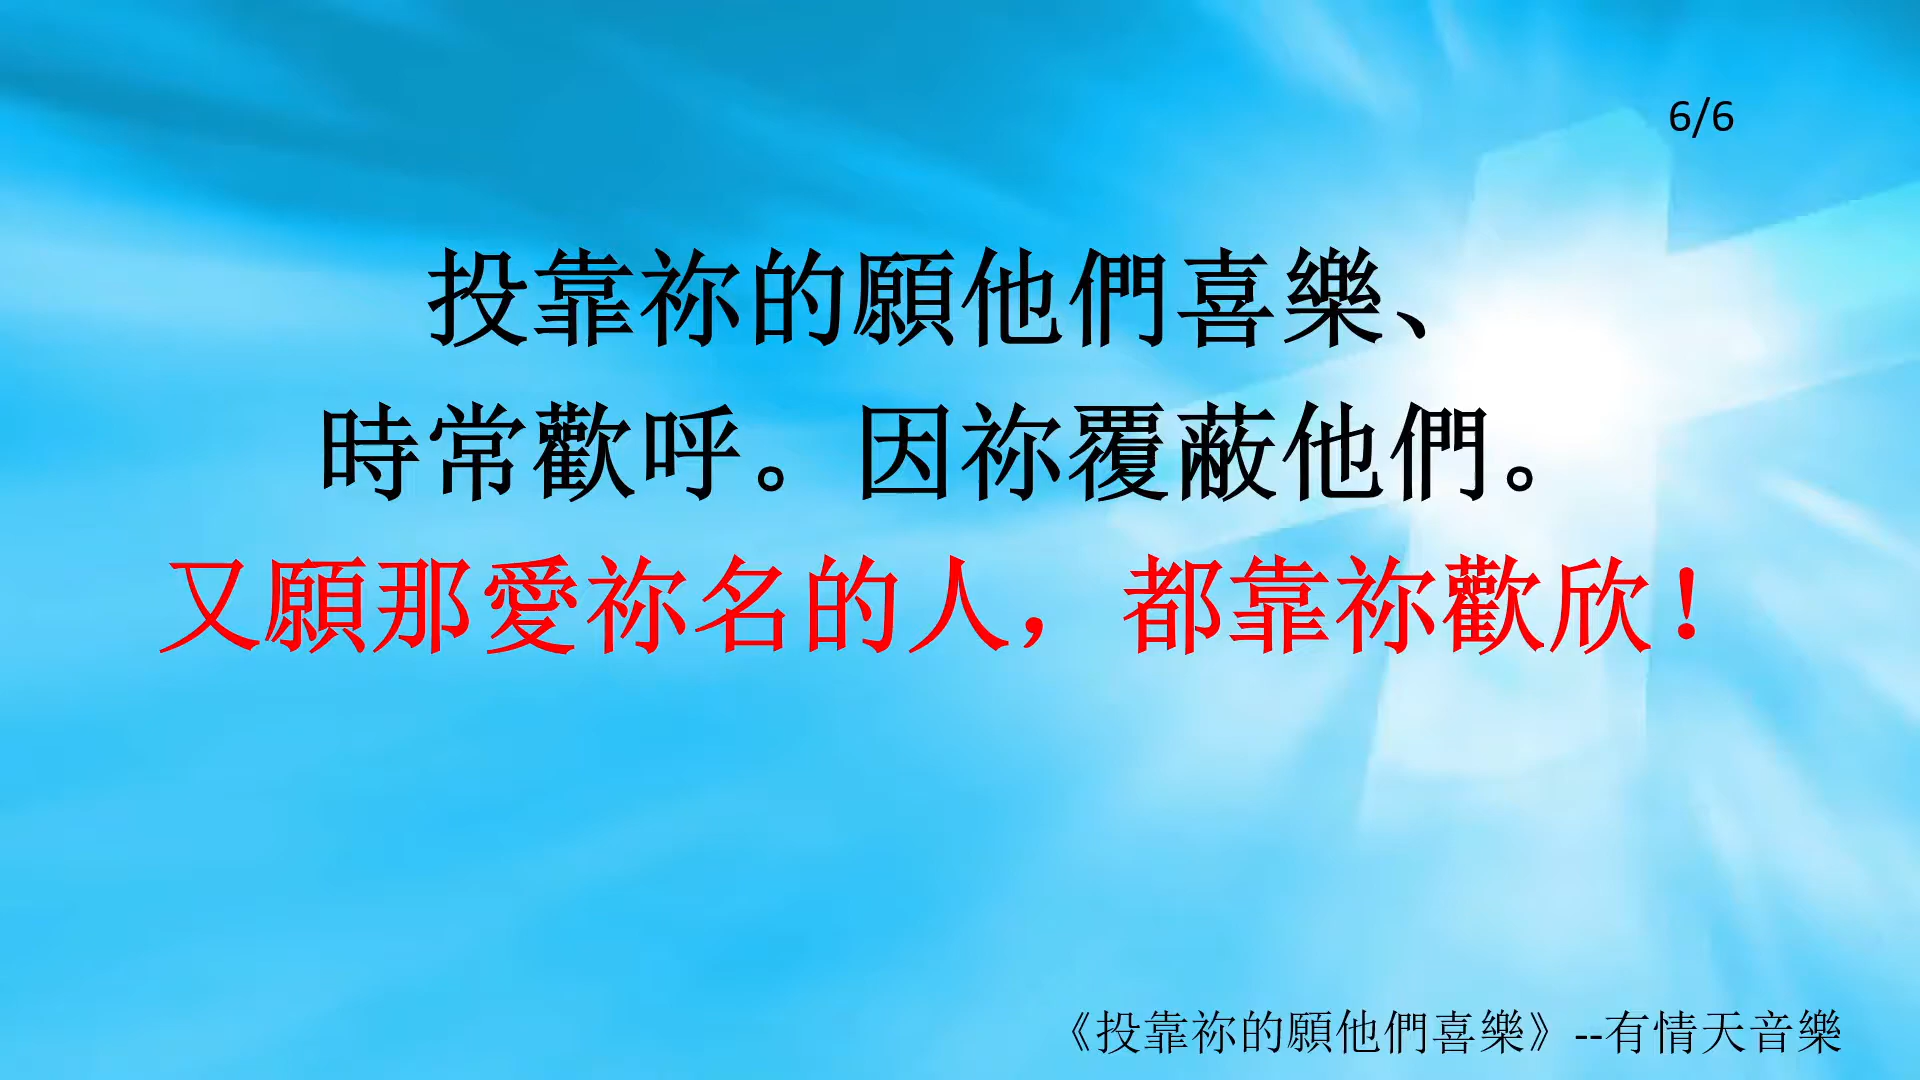 6/6
投靠祢的願他們喜樂、
時常歡呼。因祢覆蔽他們。
又願那愛祢名的人，都靠祢歡欣！
《投靠祢的願他們喜樂》--有情天音樂